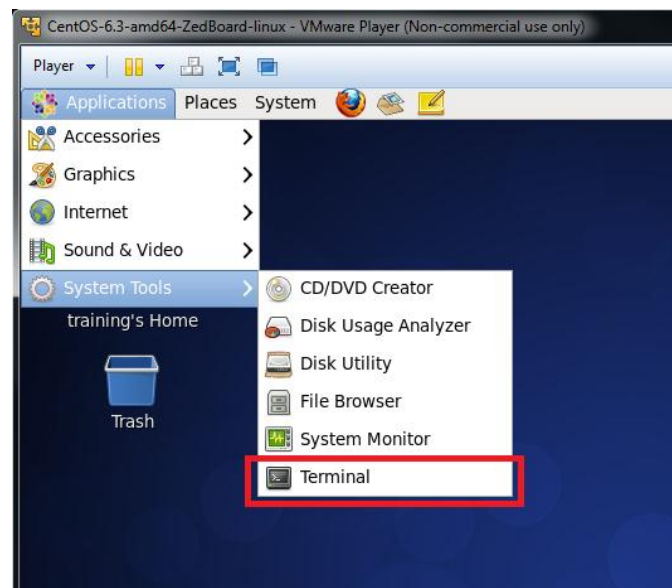 CentOS-6.3-amd64-ZedBoard-linux - VMware Player (Non-commercial use only)
Player
Applications Places System
Accessories
Graphics
Internet
Sound & Video
System Tools
training's Home
Trash
CD/DVD Creator
Disk Usage Analyzer
Disk Utility
File Browser
System Monitor
Terminal